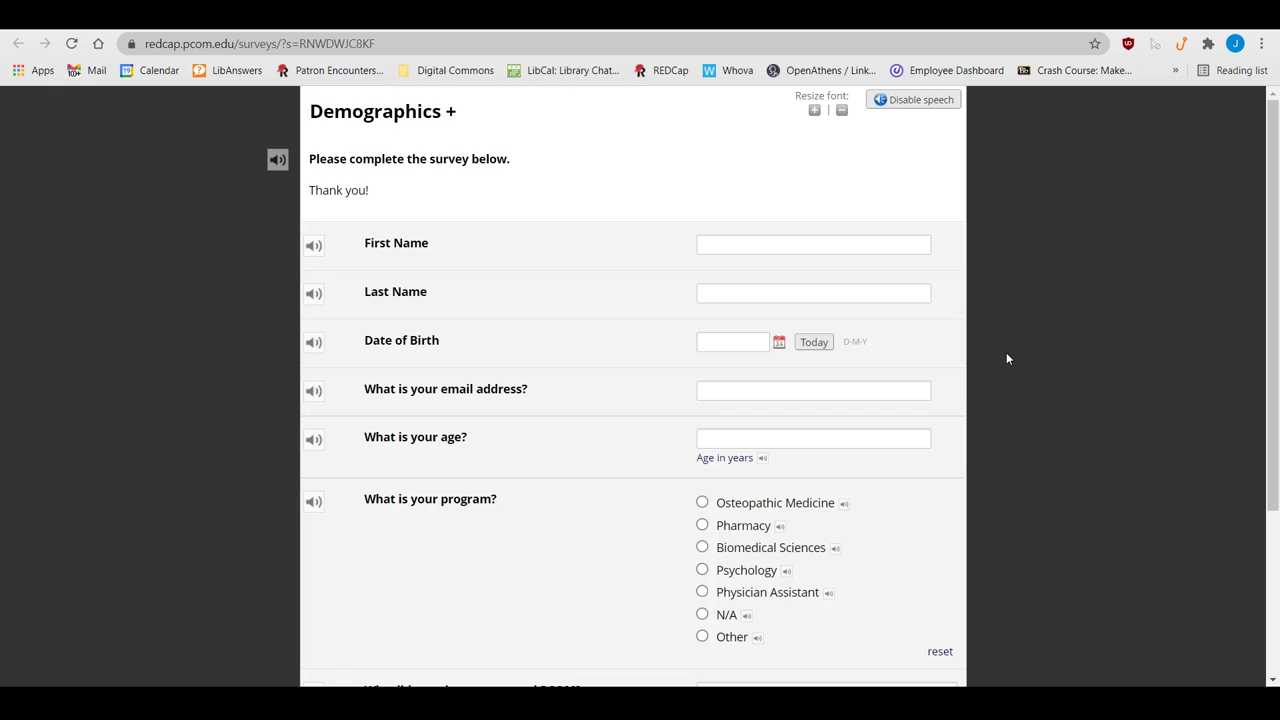 redcap.pcom.edu/surveys/?s=RNWDWJC8KF
Apps
Mail
Calendar
LibAnswers
Patron Encounters...
Digital Commons
LibCal: Library Chat...
REDCap
Whova
OpenAthens / Link...
Employee Dashboard
Crash Course: Make...
»
Reading list
Resize font:
Disable speech
Demographics +
Please complete the survey below.
Thank you!
First Name
Last Name
Date of Birth
Today
D-M-Y
What is your email address?
What is your age?
Age in years
What is your program?
Osteopathic Medicine
Pharmacy
Biomedical Sciences
Psychology
Physician Assistant
N/A
Other
reset